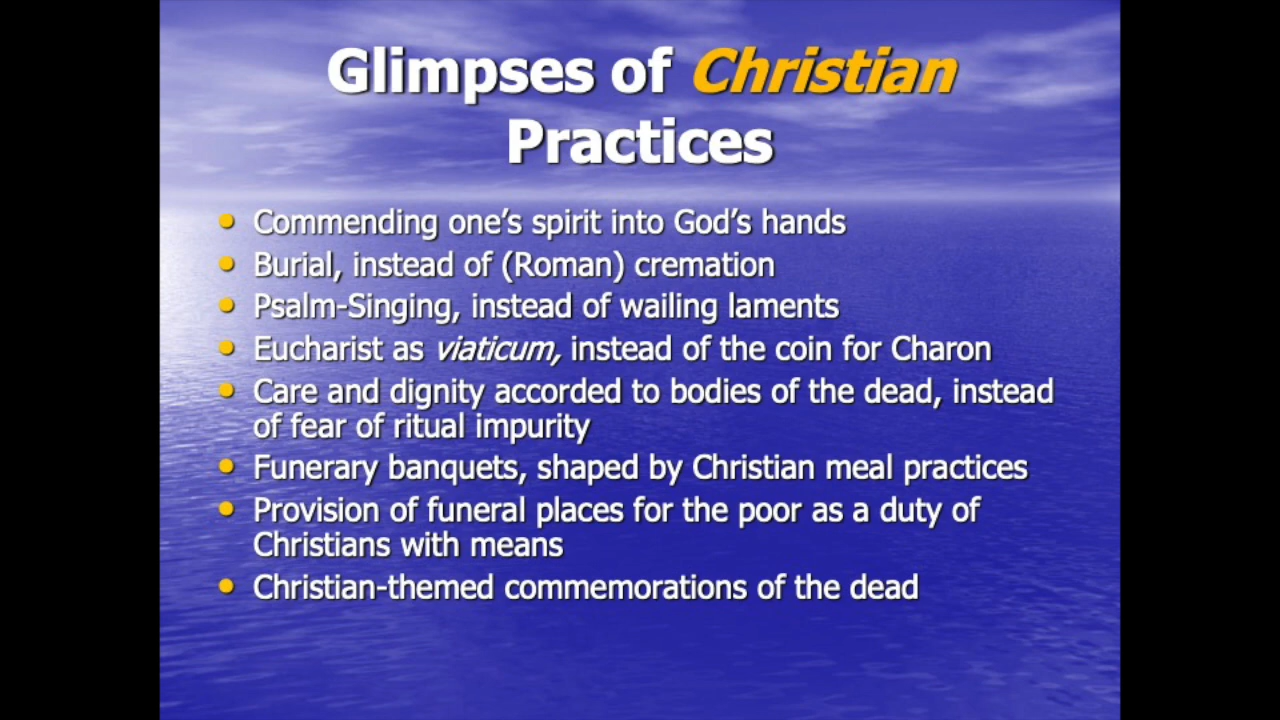 Glimpses of Christian
Practices
• Commending one’s spirit into God’s hands
• Burial, instead of (Roman) cremation
• Psalm-Singing, instead of wailing laments
• Eucharist as viaticum, instead of the coin for Charon
• Care and dignity accorded to bodies of the dead, instead
of fear of ritual impurity
• Funerary banquets, shaped by Christian meal practices
• Provision of funeral places for the poor as a duty of
Christians with means
• Christian-themed commemorations of the dead